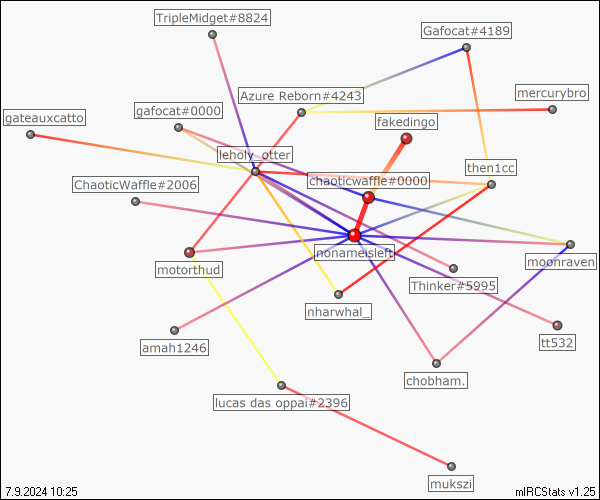 TripleMidget#8824
Gafocat#4189
Azure Reborn#4243
mercurybro
gafocat#0000
gateauxcatto
fakedingo
leholy_otter
then1cc
chaoticwaffle#0000
ChaoticWaffle#2006
nonameisleft
moonraven
motorthud
Thinker#5995
nharwhal_
tt532
amah1246
chobham.
lucas das oppai#2396
mukszi
7.9.2024 10:25
mIRCStats v1.25